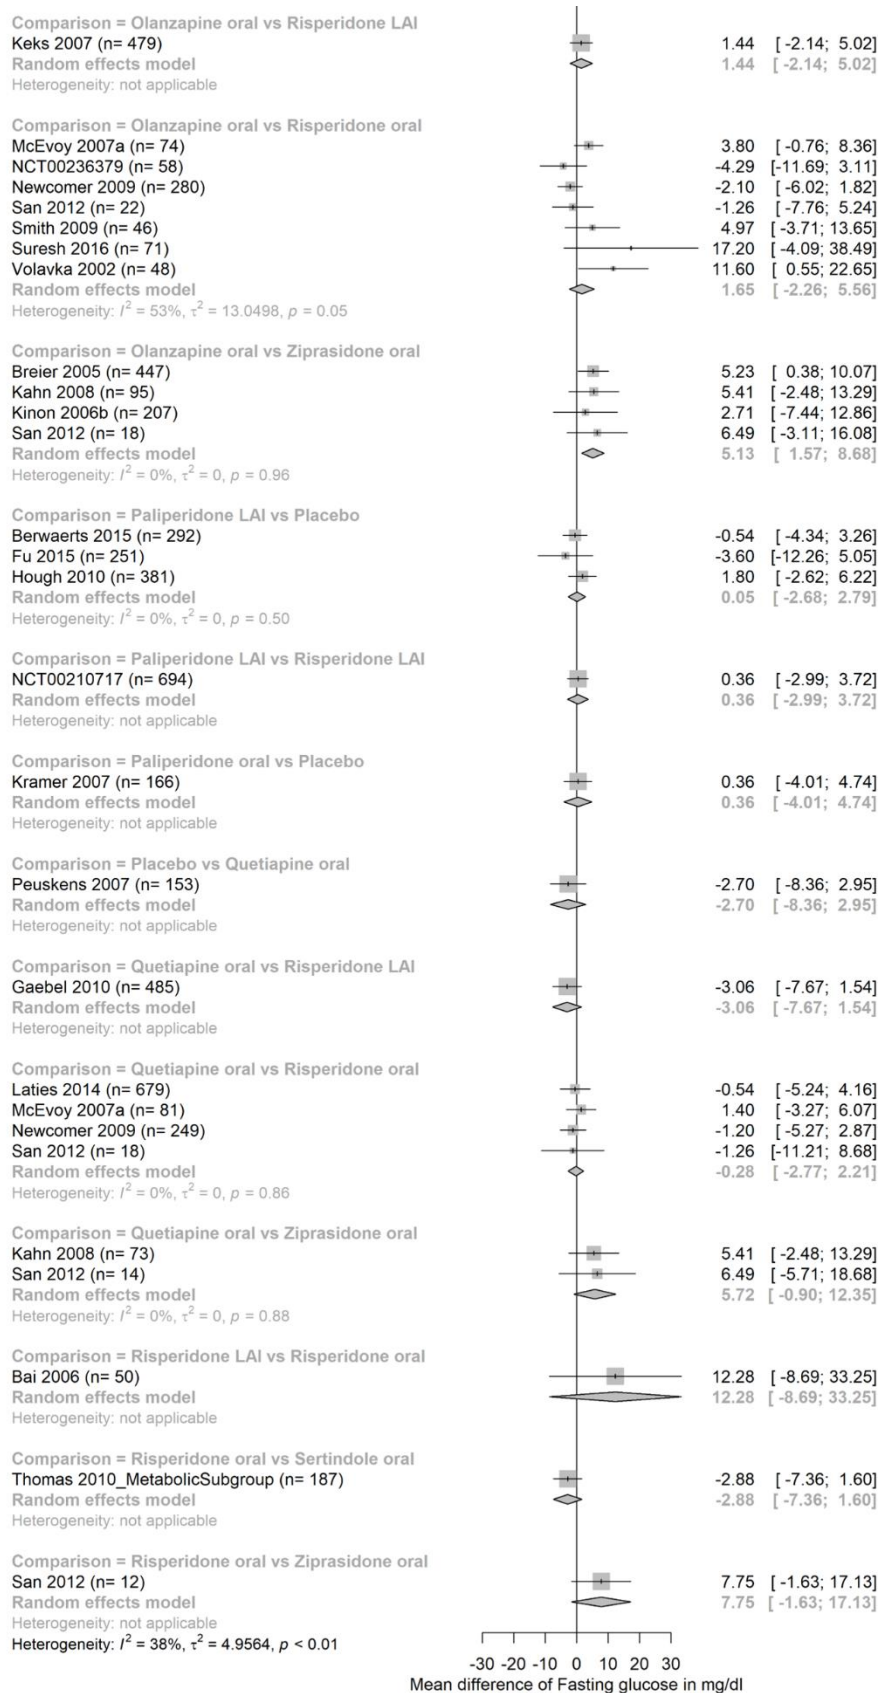 Comparison = Olanzapine oral vs Risperidone LAI
Keks 2007 (n= 479) 1.44 [ -2.14; 5.02]
Random effects model 1.44 [ -2.14; 5.02]
Heterogeneity: not applicable
Comparison = Olanzapine oral vs Risperidone oral
McEvoy 2007a (n= 74) 3.80 [ -0.76; 8.36]
NCT00236379 (n= 58) -4.29 [-11.69; 3.11]
Newcomer 2009 (n= 280) -2.10 [ -6.02; 1.82]
San 2012 (n= 22) -1.26 [ -7.76; 5.24]
Smith 2009 (n= 46) 4.97 [ -3.71; 13.65]
Suresh 2016 (n= 71) 17.20 [ -4.09; 38.49]
Volavka 2002 (n= 48) 11.60 [ 0.55; 22.65]
Random effects model 1.65 [ -2.26; 5.56]
Heterogeneity: I² = 53%, τ² = 13.0498, p = 0.05
Comparison = Olanzapine oral vs Ziprasidone oral
Breier 2005 (n= 447) 5.23 [ 0.38; 10.07]
Kahn 2008 (n= 95) 5.41 [ -2.48; 13.29]
Kinon 2006b (n= 207) 2.71 [ -7.44; 12.86]
San 2012 (n= 18) 6.49 [ -3.11; 16.08]
Random effects model 5.13 [ 1.57; 8.68]
Heterogeneity: I² = 0%, τ² = 0, p = 0.96
Comparison = Paliperidone LAI vs Placebo
Berwaerts 2015 (n= 292) -0.54 [ -4.34; 3.26]
Fu 2015 (n= 251) -3.60 [-12.26; 5.05]
Hough 2010 (n= 381) 1.80 [ -2.62; 6.22]
Random effects model 0.05 [ -2.68; 2.79]
Heterogeneity: I² = 0%, τ² = 0, p = 0.50
Comparison = Paliperidone LAI vs Risperidone LAI
NCT00210717 (n= 694) 0.36 [ -2.99; 3.72]
Random effects model 0.36 [ -2.99; 3.72]
Heterogeneity: not applicable
Comparison = Paliperidone oral vs Placebo
Kramer 2007 (n= 166) 0.36 [ -4.01; 4.74]
Random effects model 0.36 [ -4.01; 4.74]
Heterogeneity: not applicable
Comparison = Placebo vs Quetiapine oral
Peuskens 2007 (n= 153) -2.70 [ -8.36; 2.95]
Random effects model -2.70 [ -8.36; 2.95]
Heterogeneity: not applicable
Comparison = Quetiapine oral vs Risperidone LAI
Gaebel 2010 (n= 485) -3.06 [ -7.67; 1.54]
Random effects model -3.06 [ -7.67; 1.54]
Heterogeneity: not applicable
Comparison = Quetiapine oral vs Risperidone oral
Laties 2014 (n= 679) -0.54 [ -5.24; 4.16]
McEvoy 2007a (n= 81) 1.40 [ -3.27; 6.07]
Newcomer 2009 (n= 249) -1.20 [ -5.27; 2.87]
San 2012 (n= 18) -1.26 [-11.21; 8.68]
Random effects model -0.28 [ -2.77; 2.21]
Heterogeneity: I² = 0%, τ² = 0, p = 0.86
Comparison = Quetiapine oral vs Ziprasidone oral
Kahn 2008 (n= 73) 5.41 [ -2.48; 13.29]
San 2012 (n= 14) 6.49 [ -5.71; 18.68]
Random effects model 5.72 [ -0.90; 12.35]
Heterogeneity: I² = 0%, τ² = 0, p = 0.88
Comparison = Risperidone LAI vs Risperidone oral
Bai 2006 (n= 50) 12.28 [ -8.69; 33.25]
Random effects model 12.28 [ -8.69; 33.25]
Heterogeneity: not applicable
Comparison = Risperidone oral vs Sertindole oral
Thomas 2010_MetabolicSubgroup (n= 187) -2.88 [ -7.36; 1.60]
Random effects model -2.88 [ -7.36; 1.60]
Heterogeneity: not applicable
Comparison = Risperidone oral vs Ziprasidone oral
San 2012 (n= 12) 7.75 [ -1.63; 17.13]
Random effects model 7.75 [ -1.63; 17.13]
Heterogeneity: not applicable
Heterogeneity: I² = 38%, τ² = 4.9564, p < 0.01
-30 -20 -10 0 10 20 30
Mean difference of Fasting glucose in mg/dl